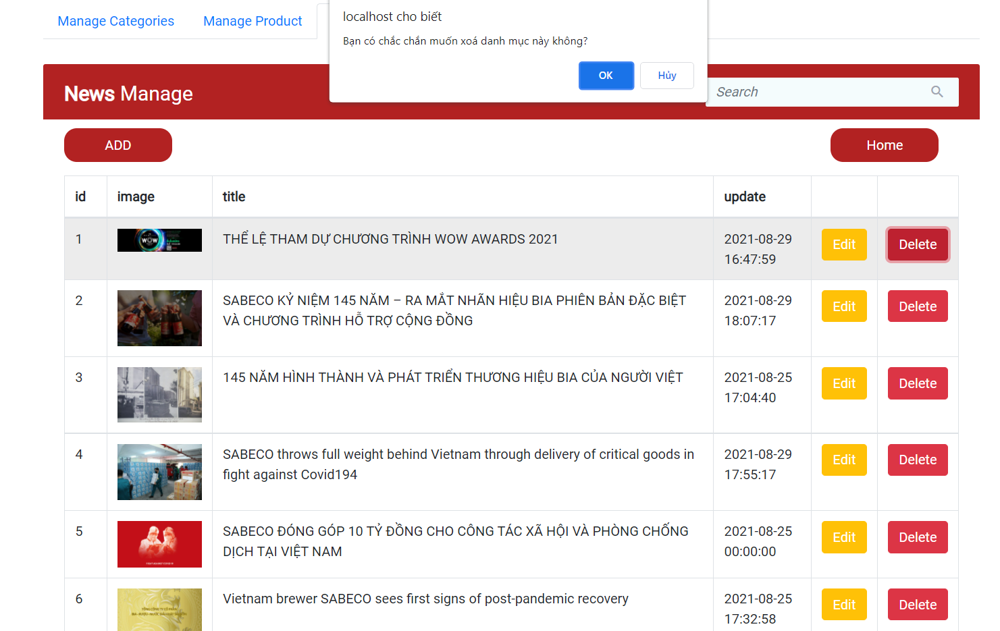 Manage Categories
Manage Product
localhost cho biết
Bạn có chắc chắn muốn xoá danh mục này không?
OK
Hủy
News Manage
Search
ADD
Home
id
image
title
update
1
WOW
THỂ LỆ THAM DỰ CHƯƠNG TRÌNH WOW AWARDS 2021
2021-08-29
16:47:59
Edit
Delete
2
SABECO KỶ NIỆM 145 NĂM – RA MẮT NHÃN HIỆU BIA PHIÊN BẢN ĐẶC BIỆT
VÀ CHƯƠNG TRÌNH HỖ TRỢ CỘNG ĐỒNG
2021-08-29
18:07:17
Edit
Delete
3
145 NĂM HÌNH THÀNH VÀ PHÁT TRIỂN THƯƠNG HIỆU BIA CỦA NGƯỜI VIỆT
2021-08-25
17:04:40
Edit
Delete
4
SABECO throws full weight behind Vietnam through delivery of critical goods in
fight against Covid194
2021-08-29
17:55:17
Edit
Delete
5
SABECO ĐÓNG GÓP 10 TỶ ĐỒNG CHO CÔNG TÁC XÃ HỘI VÀ PHÒNG CHỐNG
DỊCH TẠI VIỆT NAM
2021-08-25
00:00:00
Edit
Delete
6
TỔNG CÔNG TY CỔ PHẦN
Vietnam brewer SABECO sees first signs of post-pandemic recovery
2021-08-25
17:32:58
Edit
Delete